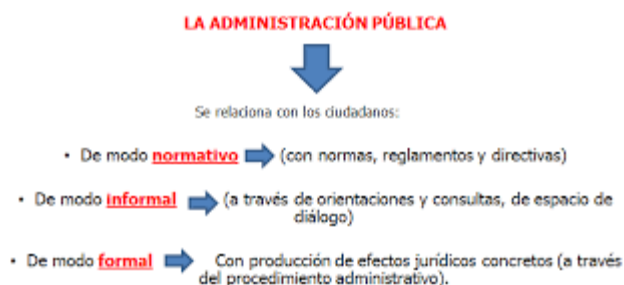 LA ADMINISTRACIÓN PÚBLICA
Se relaciona con los ciudadanos:
• De modo normativo (con normas, reglamentos y directivas)
• De modo informal (a través de orientaciones y consultas, de espacio de
diálogo)
• De modo formal Con producción de efectos jurídicos concretos (a través
del procedimiento administrativo).